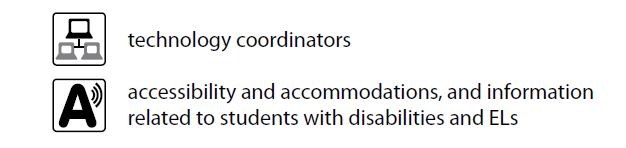 technology coordinators
A
accessibility and accommodations, and information
related to students with disabilities and ELs